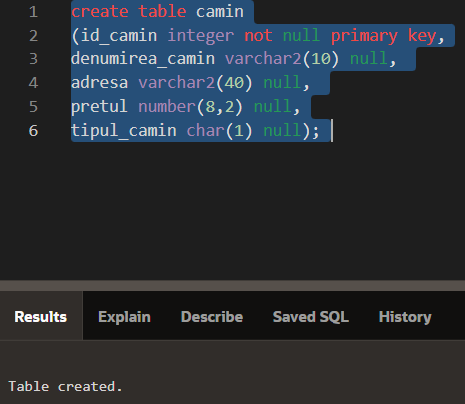 1 create table camin
2 (id_camin integer not null primary key,
3 denumirea_camin varchar2(10) null,
4 adresa varchar2(40) null,
5 pretul number(8,2) null,
6 tipul_camin char(1) null);
Results Explain Describe Saved SQL History
Table created.